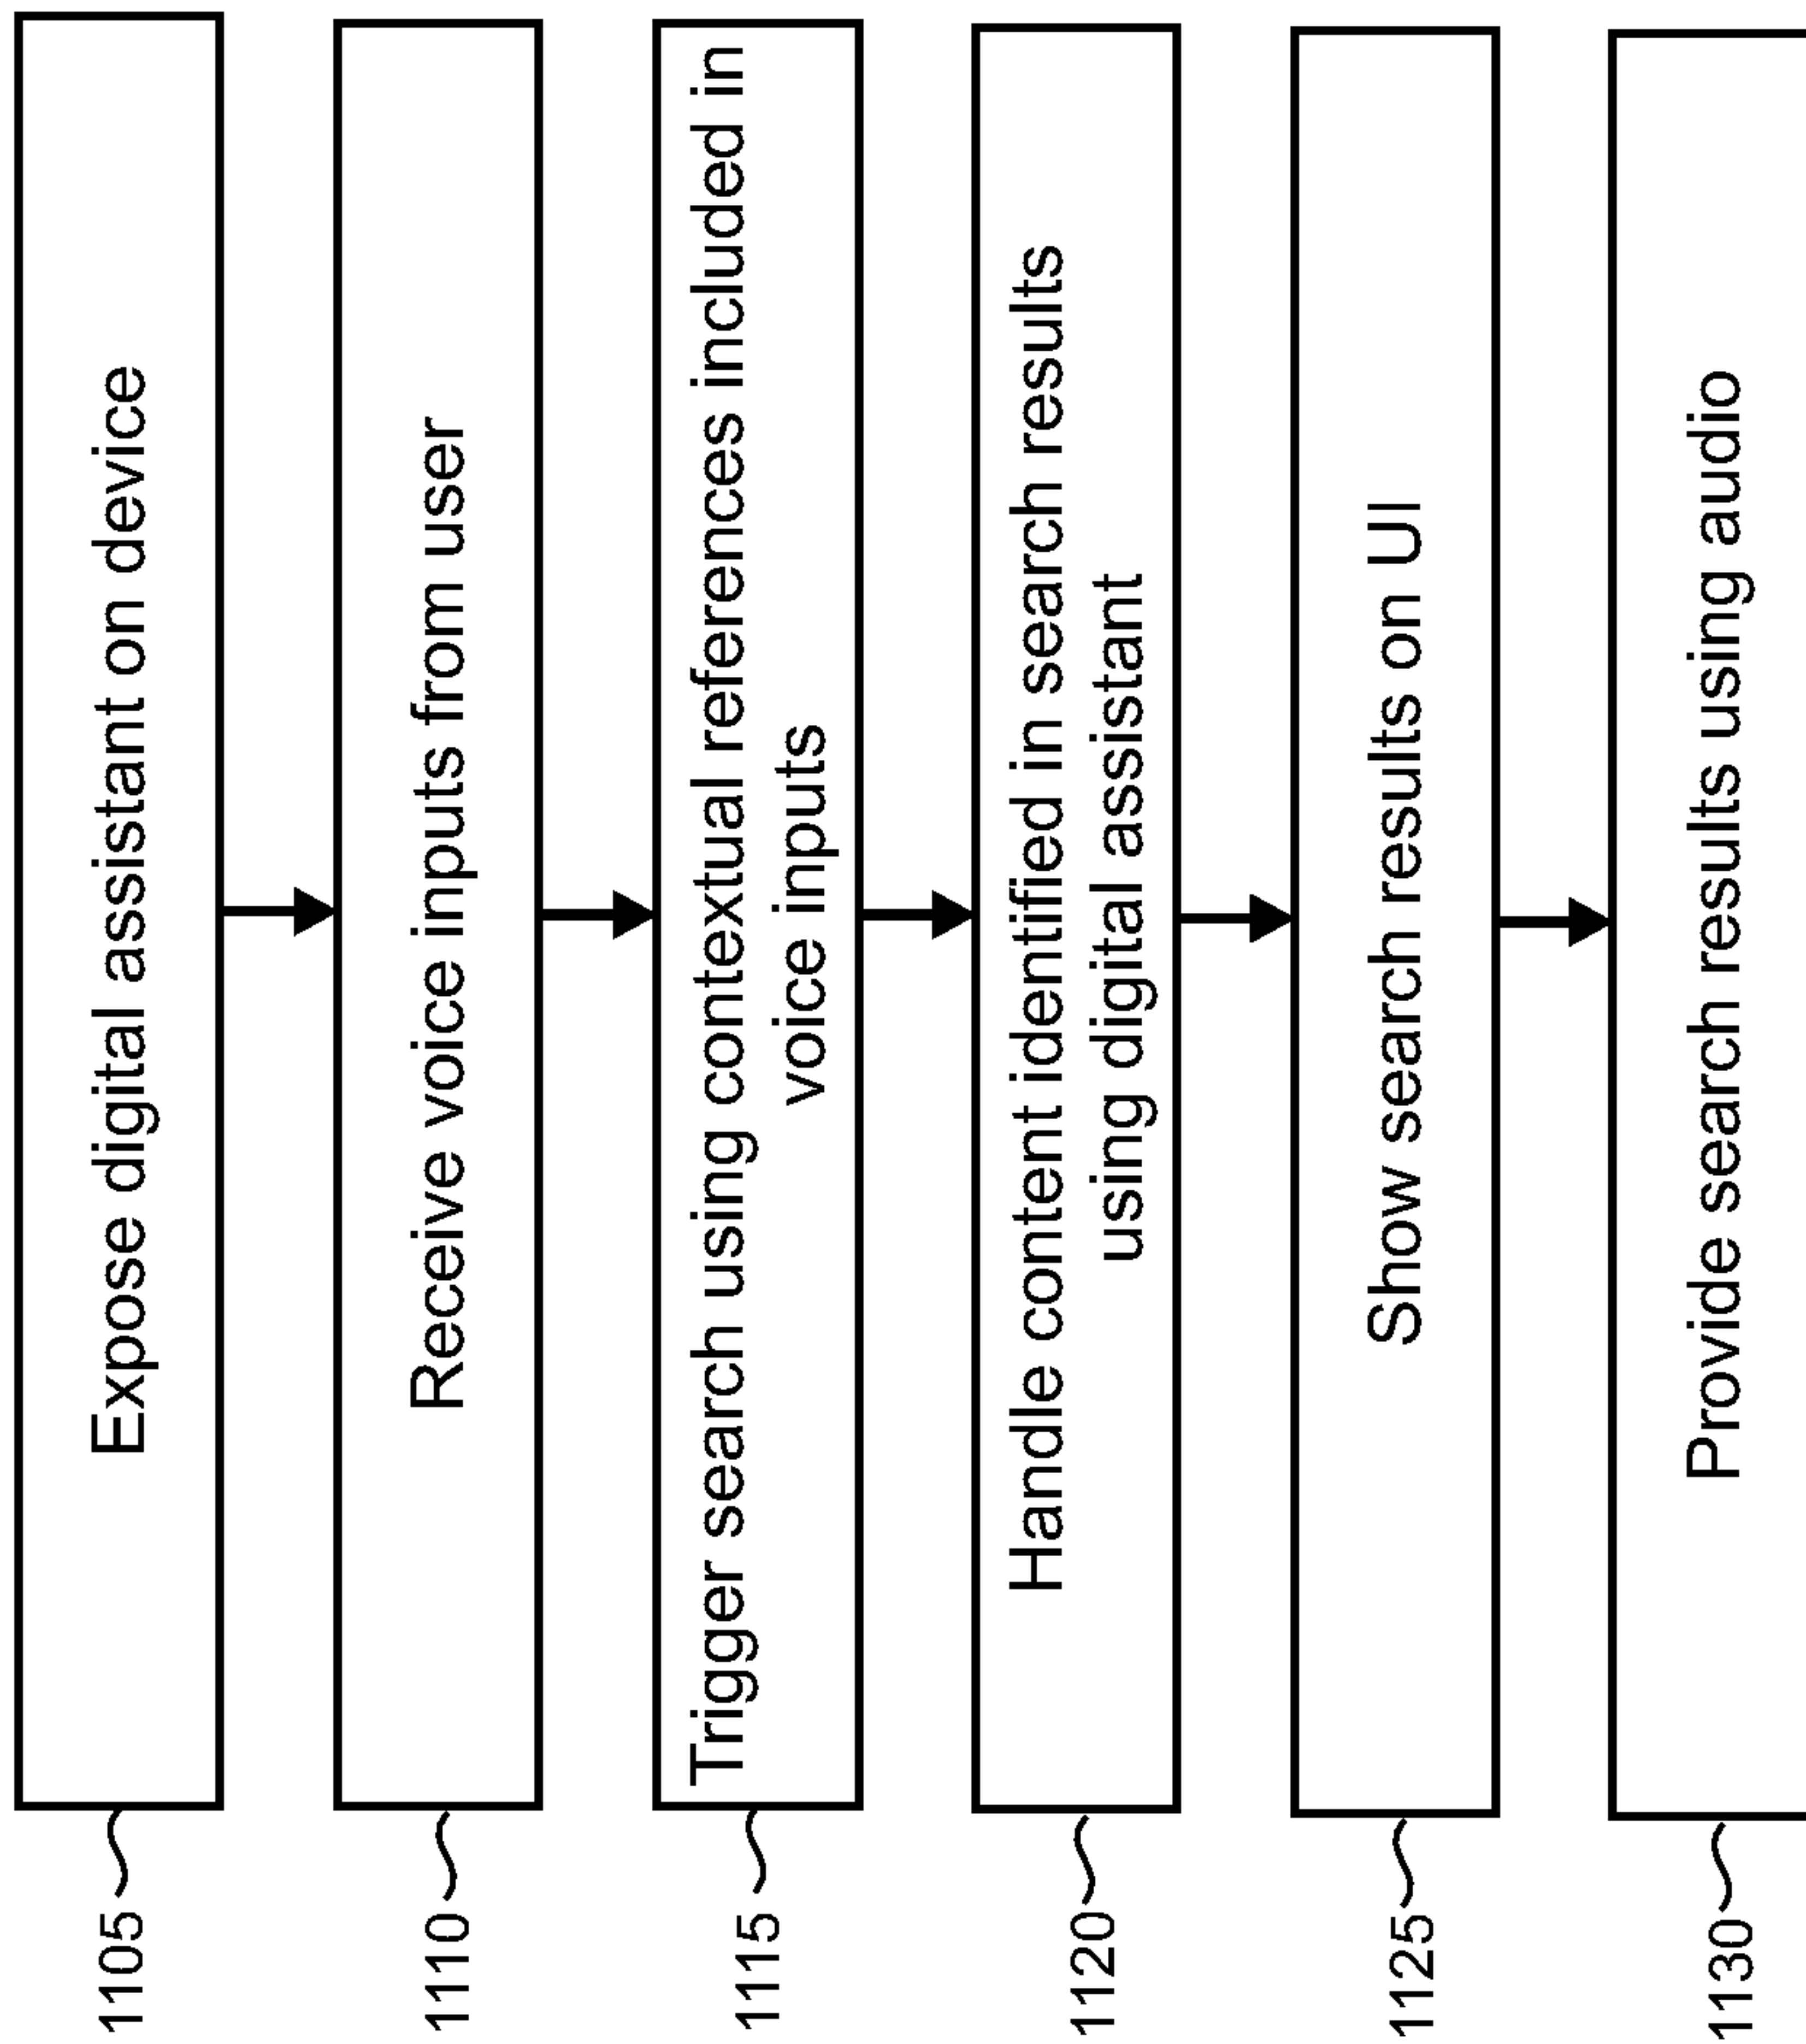 1105
Expose digital assistant on device
1110
Receive voice inputs from user
1115
Trigger search using contextual references included in
voice inputs
1120
Handle content identified in search results
using digital assistant
1125
Show search results on UI
1130
Provide search results using audio